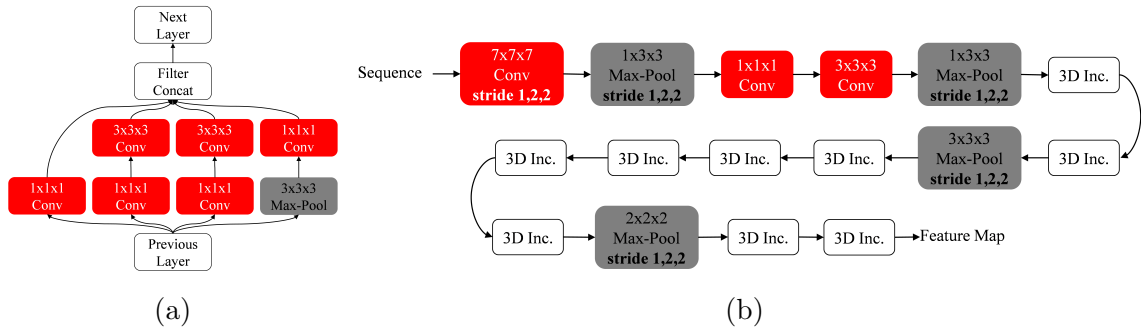 Next
Layer
Filter
Concat
3x3x3
Conv
3x3x3
Conv
1x1x1
Conv
1x1x1
Conv
1x1x1
Conv
1x1x1
Conv
3x3x3
Max-Pool
Previous
Layer
(a)
Sequence
7x7x7
Conv
stride 1,2,2
1x3x3
Max-Pool
stride 1,2,2
1x1x1
Conv
3x3x3
Conv
1x3x3
Max-Pool
stride 1,2,2
3D Inc.
3D Inc.
3x3x3
Max-Pool
stride 1,2,2
3D Inc.
3D Inc.
3D Inc.
3D Inc.
3D Inc.
2x2x2
Max-Pool
stride 1,2,2
3D Inc.
3D Inc.
Feature Map
(b)